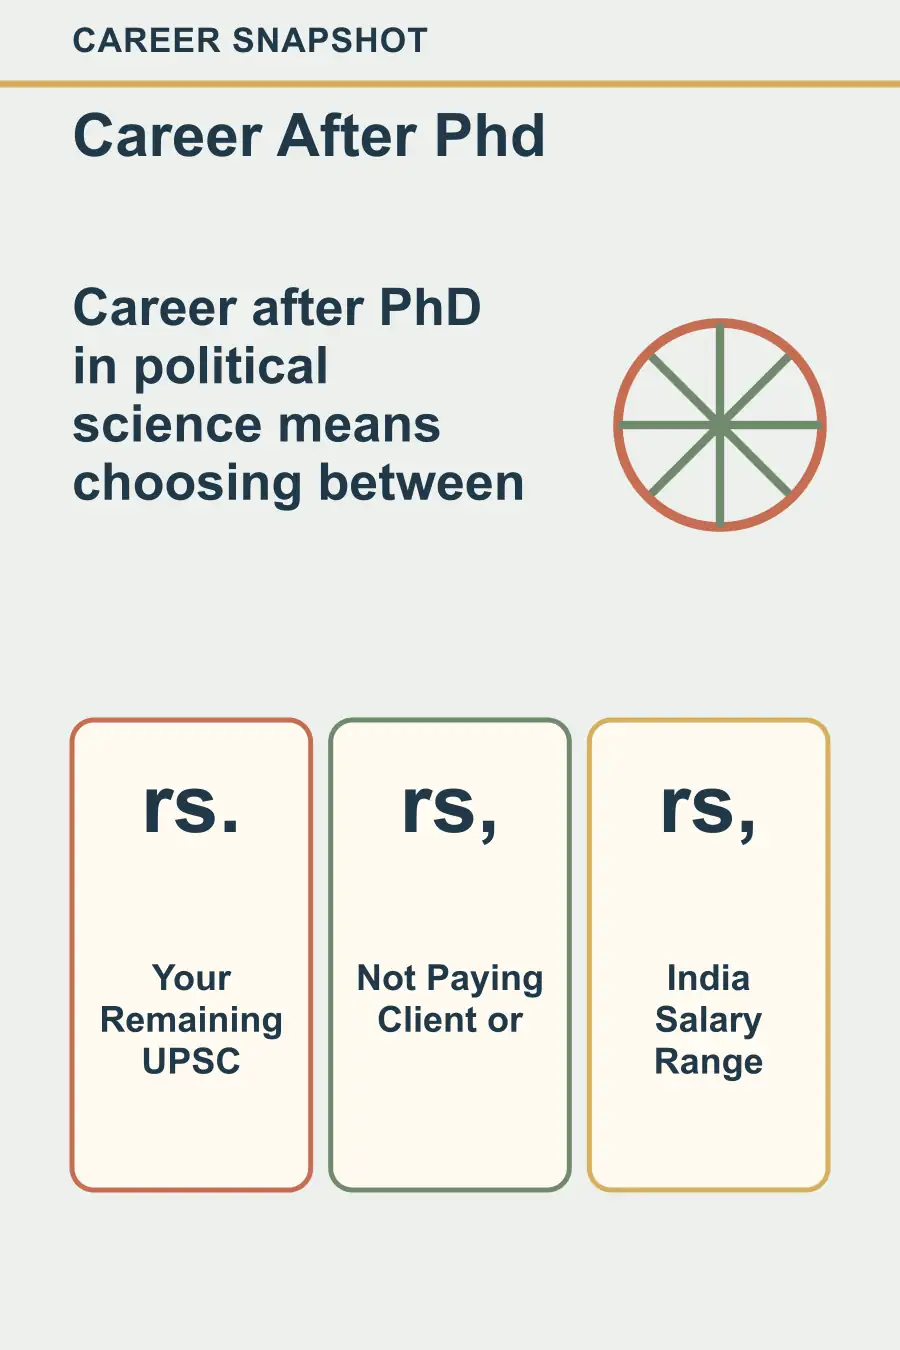 CAREER SNAPSHOT
Career After Phd
Career after PhD
in political
science means
choosing between
rs.
Your
Remaining
UPSC
rs,
Not Paying
Client or
rs,
India
Salary
Range